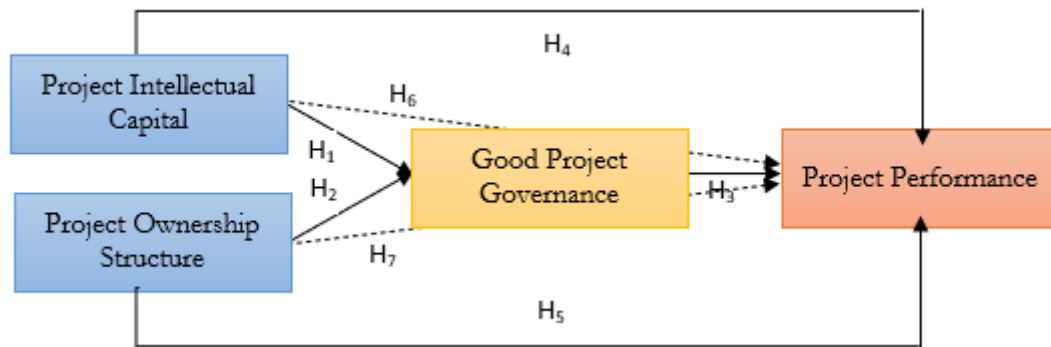 H4
Project Intellectual
Capital
H6
H1
Good Project
Governance
Project Performance
H2
H3
Project Ownership
Structure
H7
H5